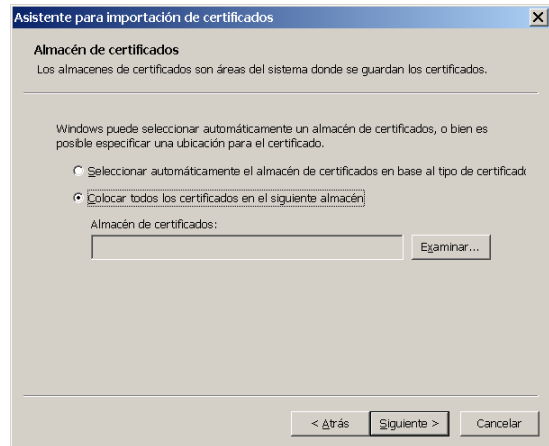 Asistente para importación de certificados
Almacén de certificados
Los almacenes de certificados son áreas del sistema donde se guardan los certificados.
Windows puede seleccionar automáticamente un almacén de certificados, o bien es
posible especificar una ubicación para el certificado.
Seleccionar automáticamente el almacén de certificados en base al tipo de certificado
Colocar todos los certificados en el siguiente almacén
Almacén de certificados:
Examinar...
< Atrás
Siguiente >
Cancelar